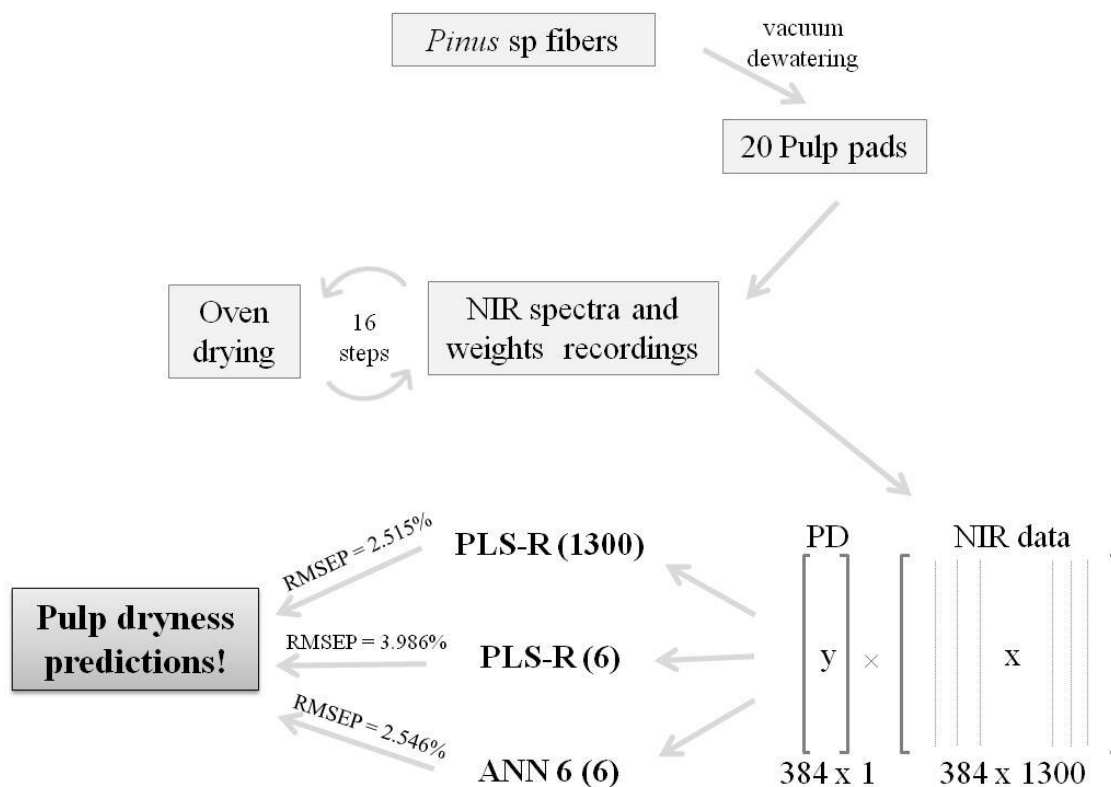 Pinus sp fibers
vacuum
dewatering
20 Pulp pads
Oven
drying
16
steps
NIR spectra and
weights recordings
PD
NIR data
y
×
x
384 x 1
384 x 1300
PLS-R (1300)
PLS-R (6)
ANN 6 (6)
RMSEP = 2.515%
RMSEP = 3.986%
RMSEP = 2.546%
Pulp dryness
predictions!